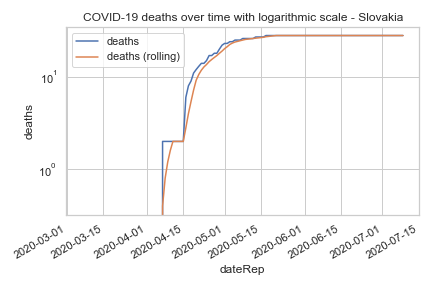 COVID-19 deaths over time with logarithmic scale - Slovakia
deaths
deaths (rolling)
10¹
10⁰
deaths
2020-03-01
2020-03-15
2020-04-01
2020-04-15
2020-05-01
2020-05-15
2020-06-01
2020-06-15
2020-07-01
2020-07-15
dateRep